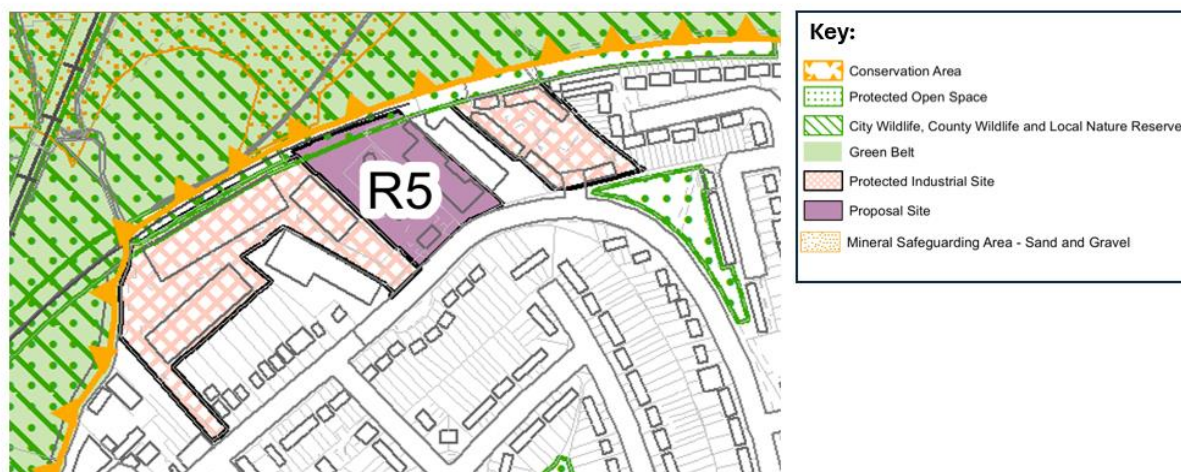 R5
Key:
Conservation Area
Protected Open Space
City Wildlife, County Wildlife and Local Nature Reserve
Green Belt
Protected Industrial Site
Proposal Site
Mineral Safeguarding Area - Sand and Gravel